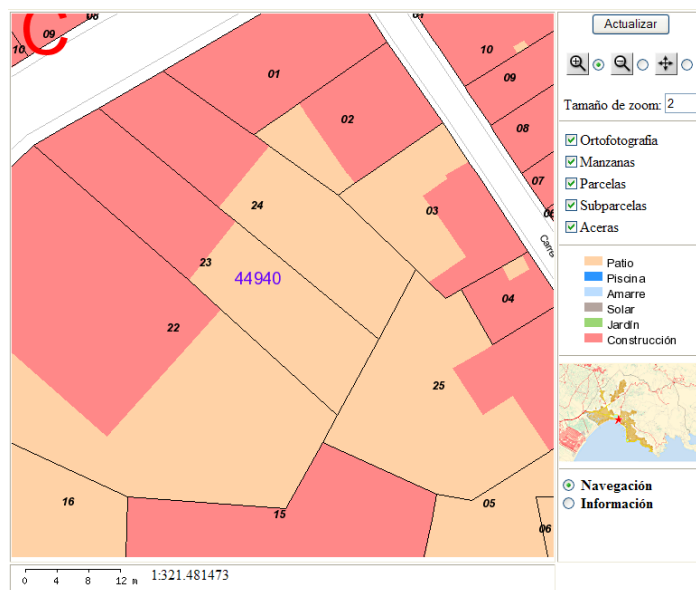 Actualizar
Tamaño de zoom: 2
Ortofotografía
Manzanas
Parcelas
Subparcelas
Aceras
Patio
Piscina
Amarre
Solar
Jardín
Construcción
Navegación
Información
C
08
09
10
01
02
24
03
23
44940
22
04
25
16
15
05
06
01
10
09
08
07
Carre
0 4 8 12 m 1:321.481473